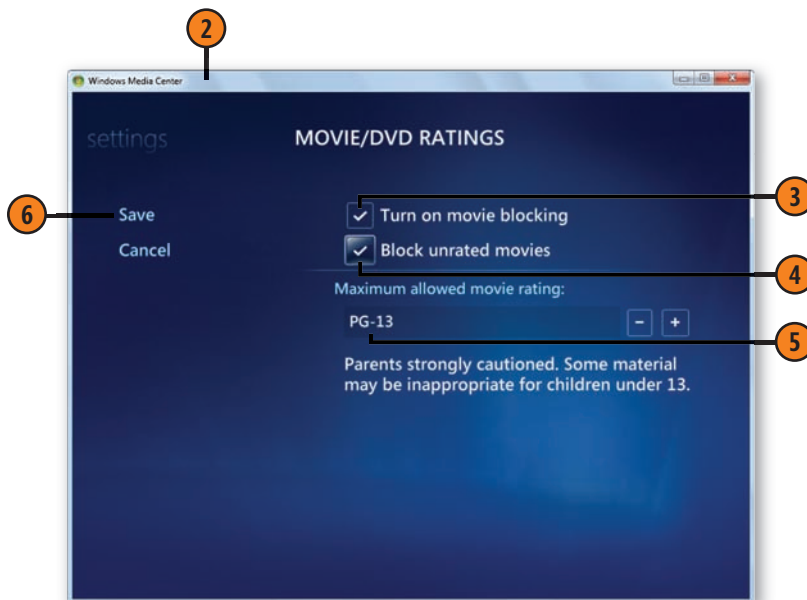 2
Windows Media Center
settings
MOVIE/DVD RATINGS
3
6
Save
Turn on movie blocking
Cancel
Block unrated movies
4
Maximum allowed movie rating:
PG-13
- +
5
Parents strongly cautioned. Some material
may be inappropriate for children under 13.